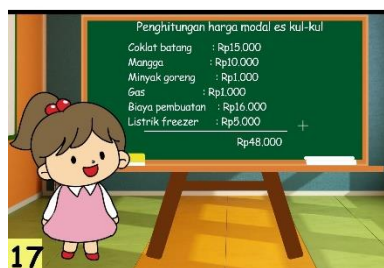 Penghitungan harga modal es kul-kul
Coklat batang : Rp15.000
Mangga : Rp10.000
Minyak goreng : Rp1.000
Gas : Rp1.000
Biaya pembuatan : Rp16.000
Listrik freezer : Rp5.000
+
Rp48.000
17